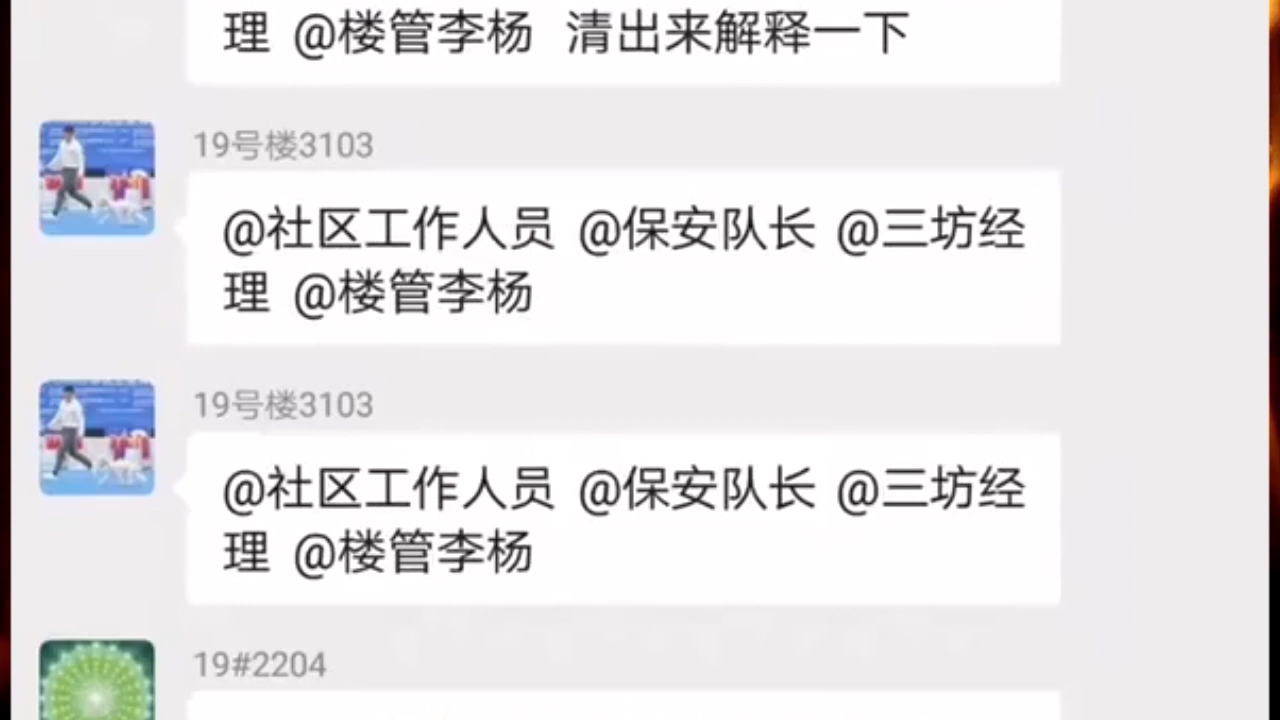 理 @楼管李杨 清出来解释一下
19号楼3103
@社区工作人员 @保安队长 @三坊经
理 @楼管李杨
19号楼3103
@社区工作人员 @保安队长 @三坊经
理 @楼管李杨
19#2204